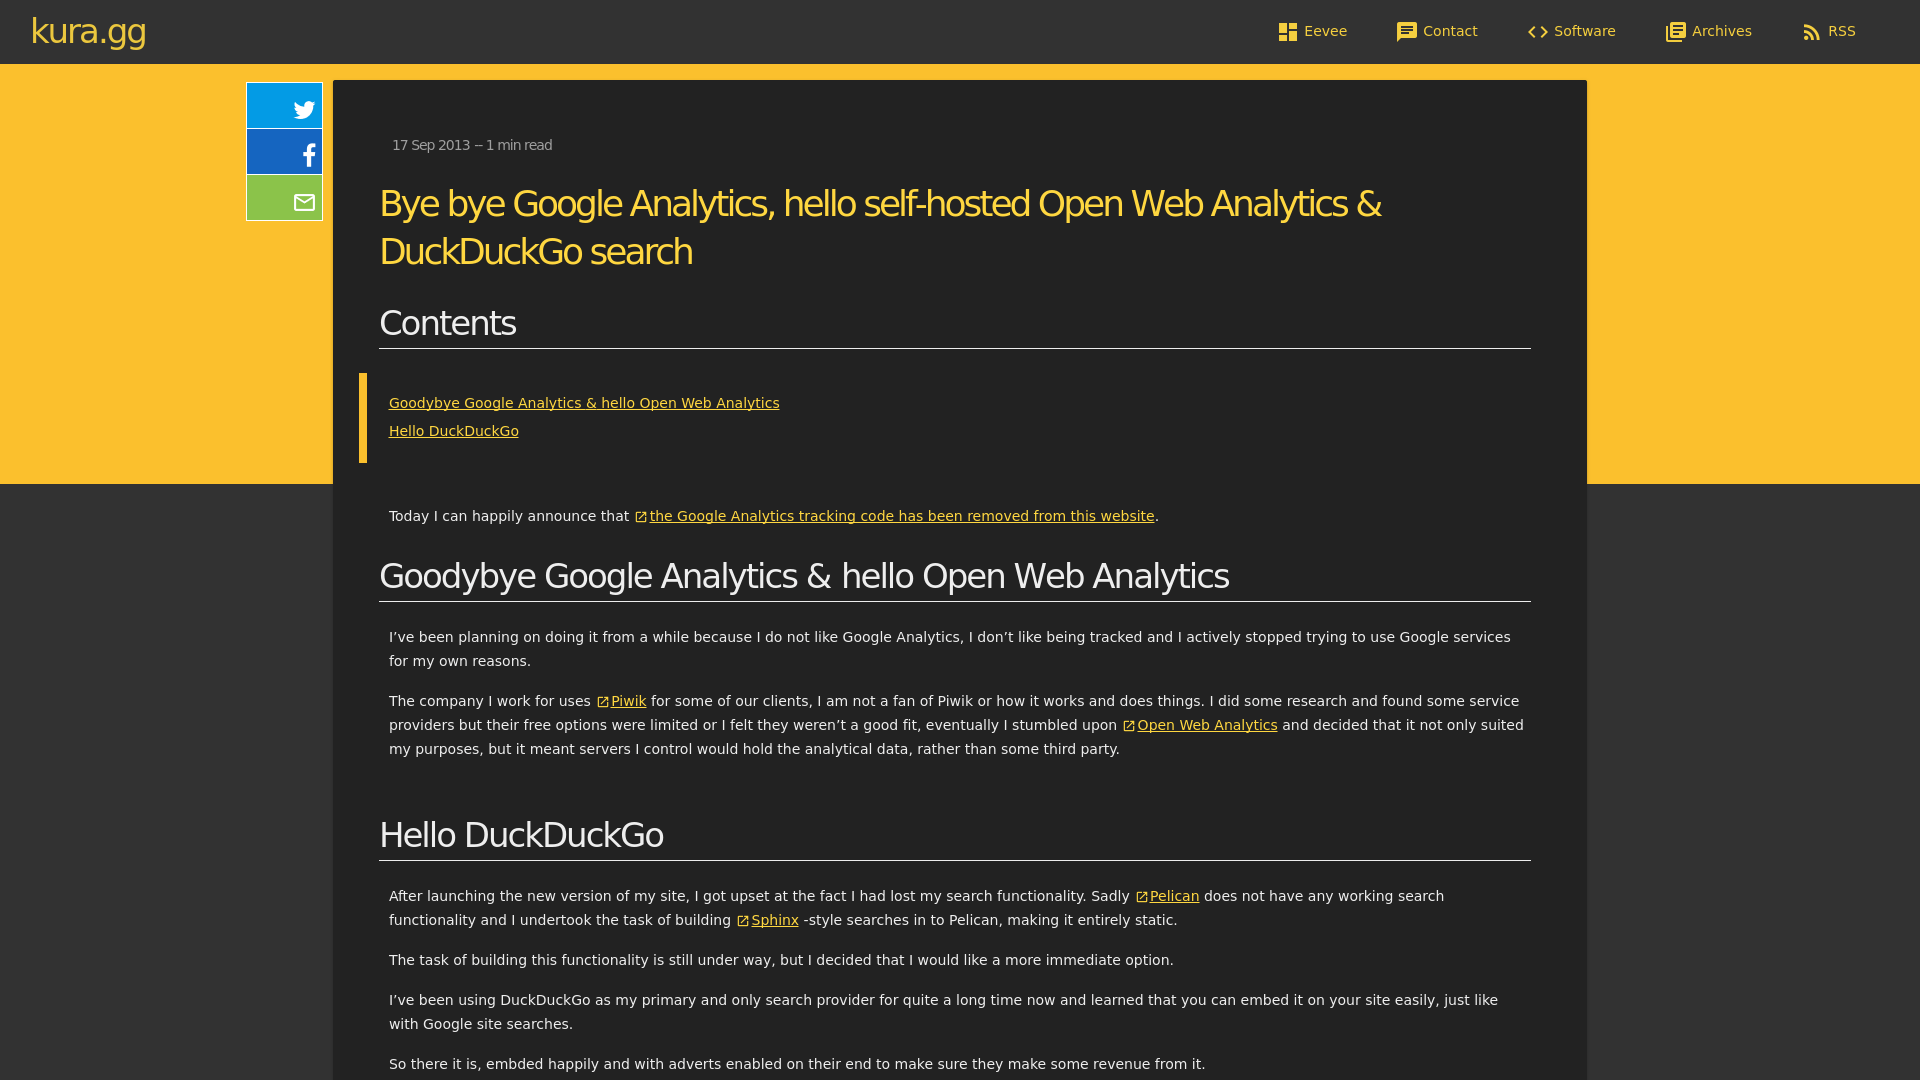 kura.gg
Eevee
Contact
Software
Archives
RSS
17 Sep 2013 – 1 min read
Bye bye Google Analytics, hello self-hosted Open Web Analytics &
DuckDuckGo search
Contents
Goodybye Google Analytics & hello Open Web Analytics
Hello DuckDuckGo
Today I can happily announce that the Google Analytics tracking code has been removed from this website.
Goodybye Google Analytics & hello Open Web Analytics
I’ve been planning on doing it from a while because I do not like Google Analytics, I don’t like being tracked and I actively stopped trying to use Google services
for my own reasons.
The company I work for uses Piwik for some of our clients, I am not a fan of Piwik or how it works and does things. I did some research and found some service
providers but their free options were limited or I felt they weren’t a good fit, eventually I stumbled upon Open Web Analytics and decided that it not only suited
my purposes, but it meant servers I control would hold the analytical data, rather than some third party.
Hello DuckDuckGo
After launching the new version of my site, I got upset at the fact I had lost my search functionality. Sadly Pelican does not have any working search
functionality and I undertook the task of building Sphinx -style searches in to Pelican, making it entirely static.
The task of building this functionality is still under way, but I decided that I would like a more immediate option.
I’ve been using DuckDuckGo as my primary and only search provider for quite a long time now and learned that you can embed it on your site easily, just like
with Google site searches.
So there it is, embded happily and with adverts enabled on their end to make sure they make some revenue from it.